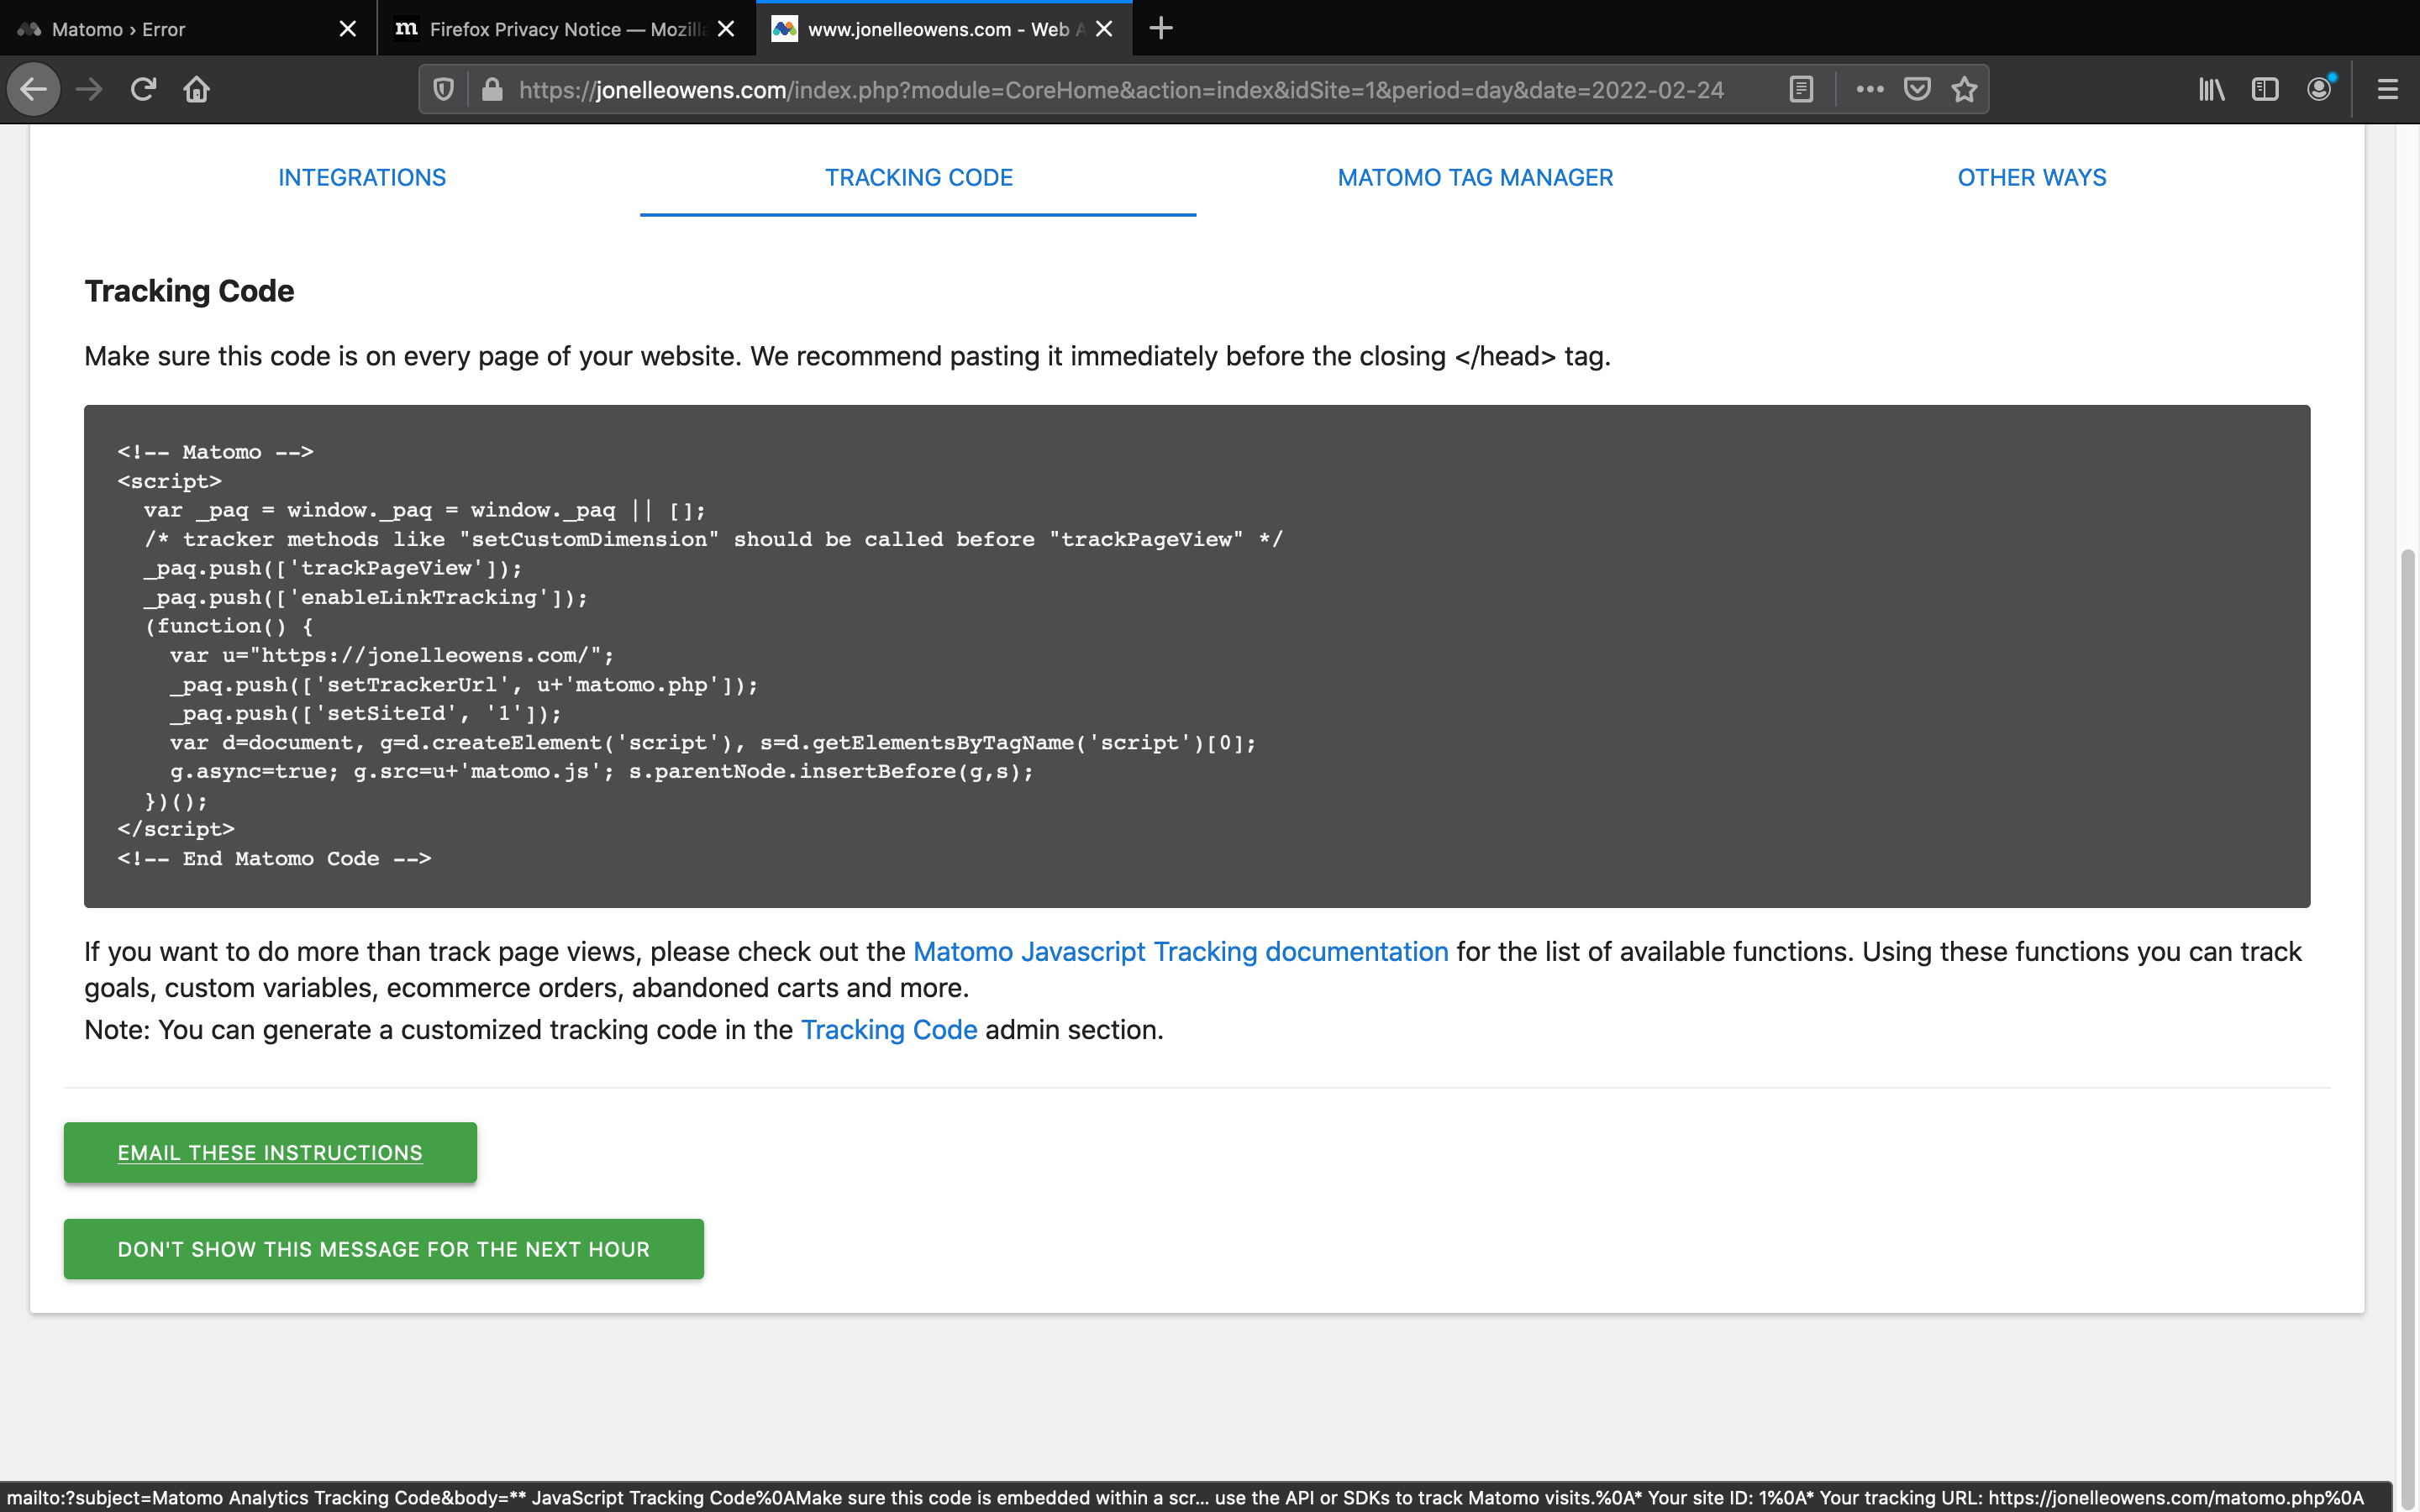 Matomo › Error
Firefox Privacy Notice — Mozilla
www.jonelleowens.com - Web A
https://jonelleowens.com/index.php?module=CoreHome&action=index&idSite=1&period=day&date=2022-02-24
INTEGRATIONS
TRACKING CODE
MATOMO TAG MANAGER
OTHER WAYS
Tracking Code
Make sure this code is on every page of your website. We recommend pasting it immediately before the closing </head> tag.
<!-- Matomo -->
<script>
  var _paq = window._paq = window._paq || [];
  /* tracker methods like "setCustomDimension" should be called before "trackPageView" */
  _paq.push(['trackPageView']);
  _paq.push(['enableLinkTracking']);
  (function() {
    var u="https://jonelleowens.com/";
    _paq.push(['setTrackerUrl', u+'matomo.php']);
    _paq.push(['setSiteId', '1']);
    var d=document, g=d.createElement('script'), s=d.getElementsByTagName('script')[0];
    g.async=true; g.src=u+'matomo.js'; s.parentNode.insertBefore(g,s);
  })();
</script>
<!-- End Matomo Code -->
If you want to do more than track page views, please check out the Matomo Javascript Tracking documentation for the list of available functions. Using these functions you can track
goals, custom variables, ecommerce orders, abandoned carts and more.
Note: You can generate a customized tracking code in the Tracking Code admin section.
EMAIL THESE INSTRUCTIONS
DON'T SHOW THIS MESSAGE FOR THE NEXT HOUR
mailto:?subject=Matomo Analytics Tracking Code&body=** JavaScript Tracking Code%0AMake sure this code is embedded within a scr... use the API or SDKs to track Matomo visits.%0A* Your site ID: 1%0A* Your tracking URL: https://jonelleowens.com/matomo.php%0A